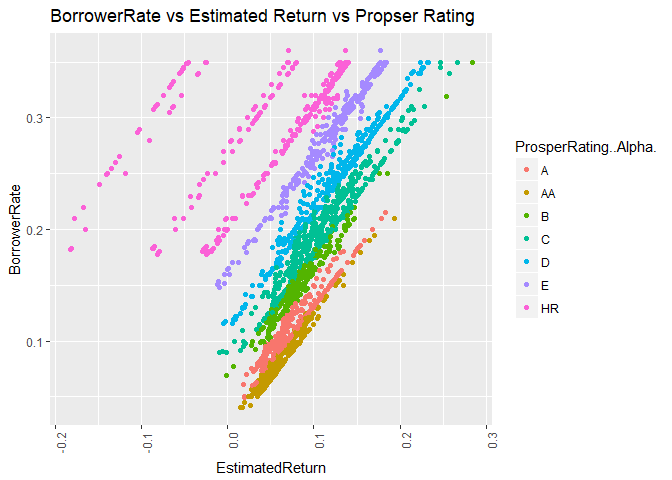 BorrowerRate vs Estimated Return vs Propser Rating
0.3
0.2
0.1
BorrowerRate
-0.2
-0.1
0.0
0.1
0.2
0.3
EstimatedReturn
ProsperRating..Alpha.
A
AA
B
C
D
E
HR